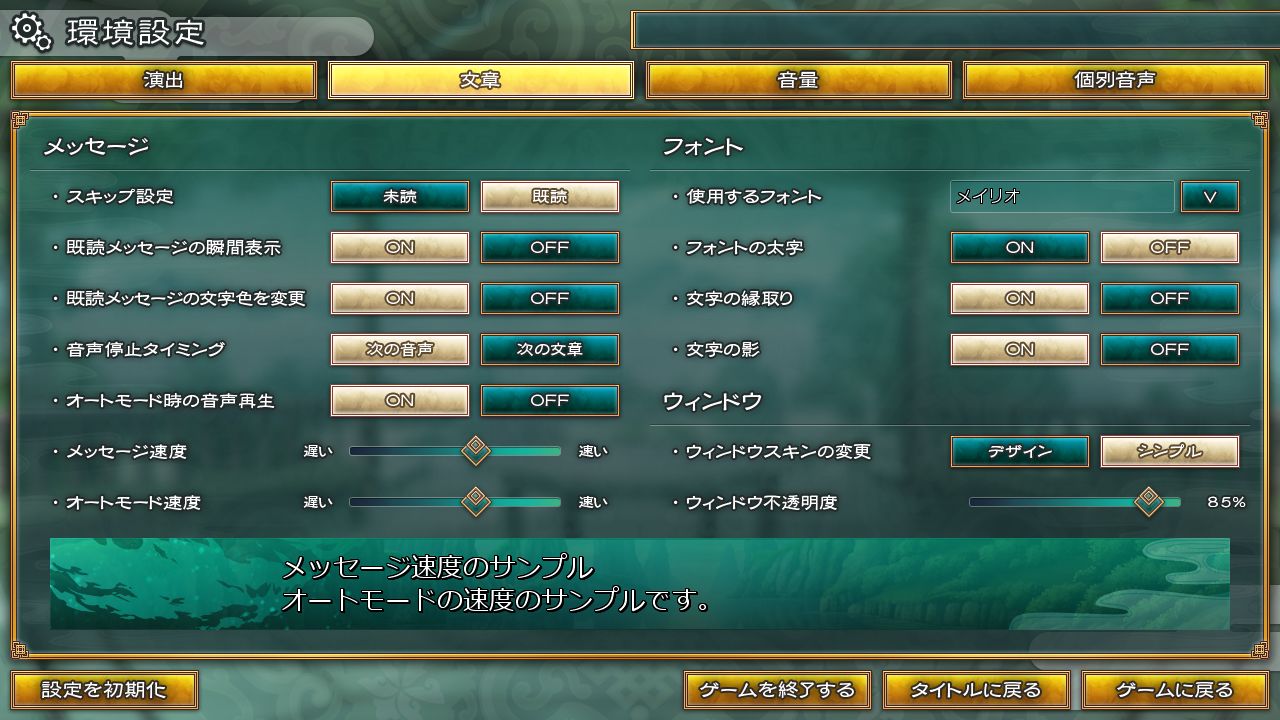 環境設定
演出 文章 音量 個別音声
メッセージ
・スキップ設定 未読 既読
・既読メッセージの瞬間表示 ON OFF
・既読メッセージの文字色を変更 ON OFF
・音声停止タイミング 次の音声 次の文章
・オートモード時の音声再生 ON OFF
・メッセージ速度 遅い 速い
・オートモード速度 遅い 速い
フォント
・使用するフォント メイリオ V
・フォントの太字 ON OFF
・文字の縁取り ON OFF
・文字の影 ON OFF
ウィンドウ
・ウィンドウスキンの変更 デザイン シンプル
・ウィンドウ不透明度 85%
メッセージ速度のサンプル
オートモードの速度のサンプルです。
設定を初期化 ゲームを終了する タイトルに戻る ゲームに戻る